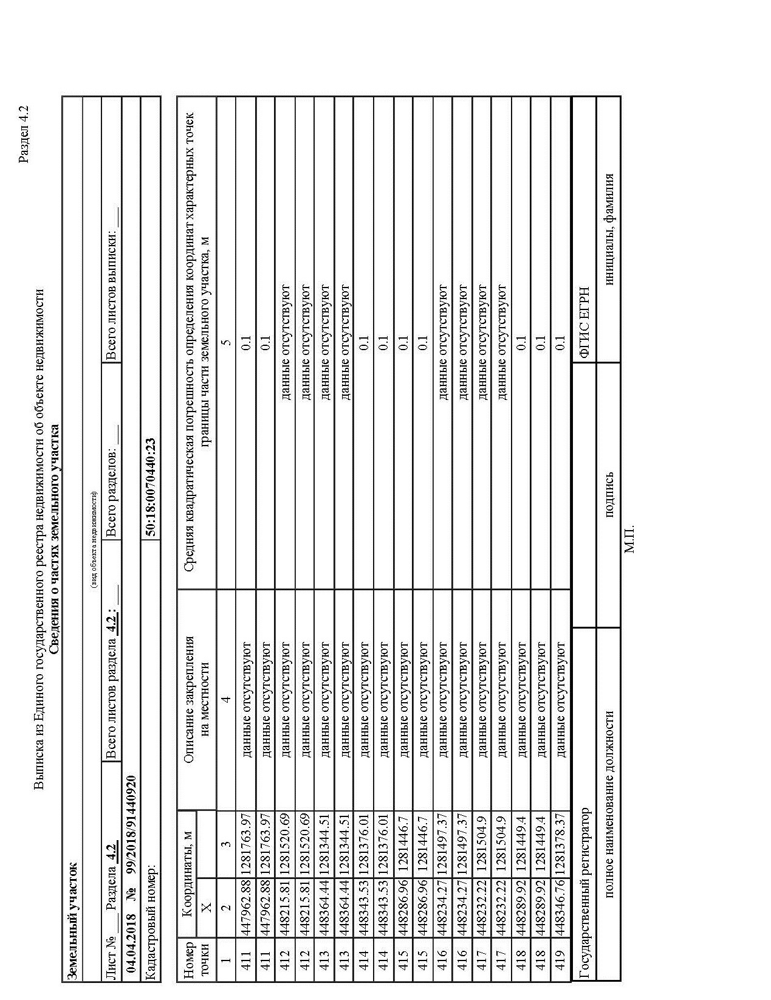 Раздел 4.2
Выписка из Единого государственного реестра недвижимости об объекте недвижимости
Сведения о частях земельного участка
Земельный участок
(вид объекта недвижимости)
Лист № ___ Раздела 4.2 Всего листов раздела 4.2 : ___ Всего разделов: ___ Всего листов выписки: ___
04.04.2018 № 99/2018/91440920
Кадастровый номер: 50:18:0070440:23
Номер точки Координаты, м Описание закрепления на местности Средняя квадратическая погрешность определения координат характерных точек границы части земельного участка, м
X
1 2 3 4 5
411 447962.88 1281763.97 данные отсутствуют 0.1
411 447962.88 1281763.97 данные отсутствуют 0.1
412 448215.81 1281520.69 данные отсутствуют данные отсутствуют
412 448215.81 1281520.69 данные отсутствуют данные отсутствуют
413 448364.44 1281344.51 данные отсутствуют данные отсутствуют
413 448364.44 1281344.51 данные отсутствуют данные отсутствуют
414 448343.53 1281376.01 данные отсутствуют 0.1
414 448343.53 1281376.01 данные отсутствуют 0.1
415 448286.96 1281446.7 данные отсутствуют 0.1
415 448286.96 1281446.7 данные отсутствуют 0.1
416 448234.27 1281497.37 данные отсутствуют данные отсутствуют
416 448234.27 1281497.37 данные отсутствуют данные отсутствуют
417 448232.22 1281504.9 данные отсутствуют данные отсутствуют
417 448232.22 1281504.9 данные отсутствуют данные отсутствуют
418 448289.92 1281449.4 данные отсутствуют 0.1
418 448289.92 1281449.4 данные отсутствуют 0.1
419 448346.76 1281378.37 данные отсутствуют 0.1
Государственный регистратор ФГИС ЕГРН
полное наименование должности подпись инициалы, фамилия
М.П.